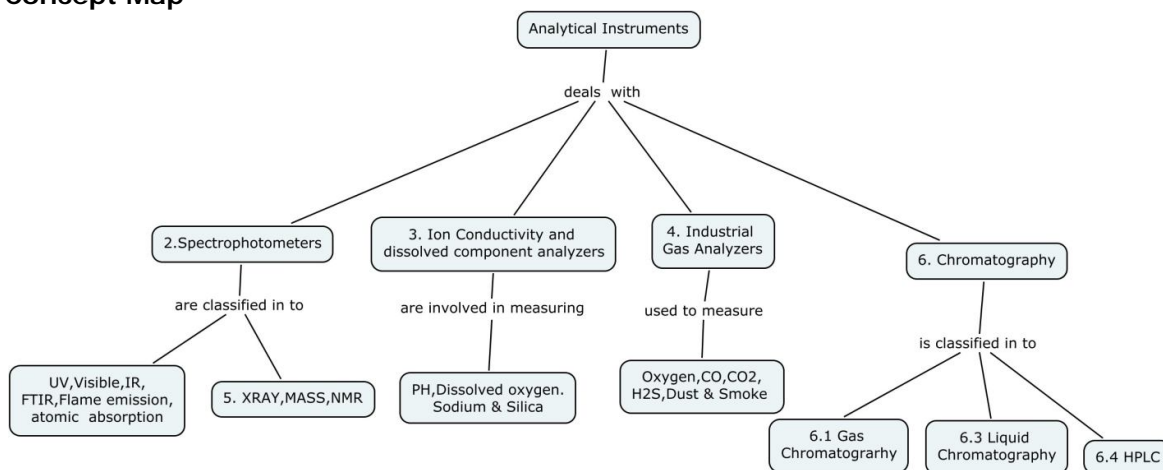 Concept Map
Analytical Instruments
deals with
2.Spectrophotometers
3. Ion Conductivity and
dissolved component analyzers
4. Industrial
Gas Analyzers
6. Chromatography
are classified in to
are involved in measuring
used to measure
is classified in to
UV,Visible,IR,
FTIR,Flame emission,
atomic absorption
5. XRAY,MASS,NMR
PH,Dissolved oxygen.
Sodium & Silica
Oxygen,CO,CO2,
H2S,Dust & Smoke
6.1 Gas
Chromatograrhy
6.3 Liquid
Chromatography
6.4 HPLC